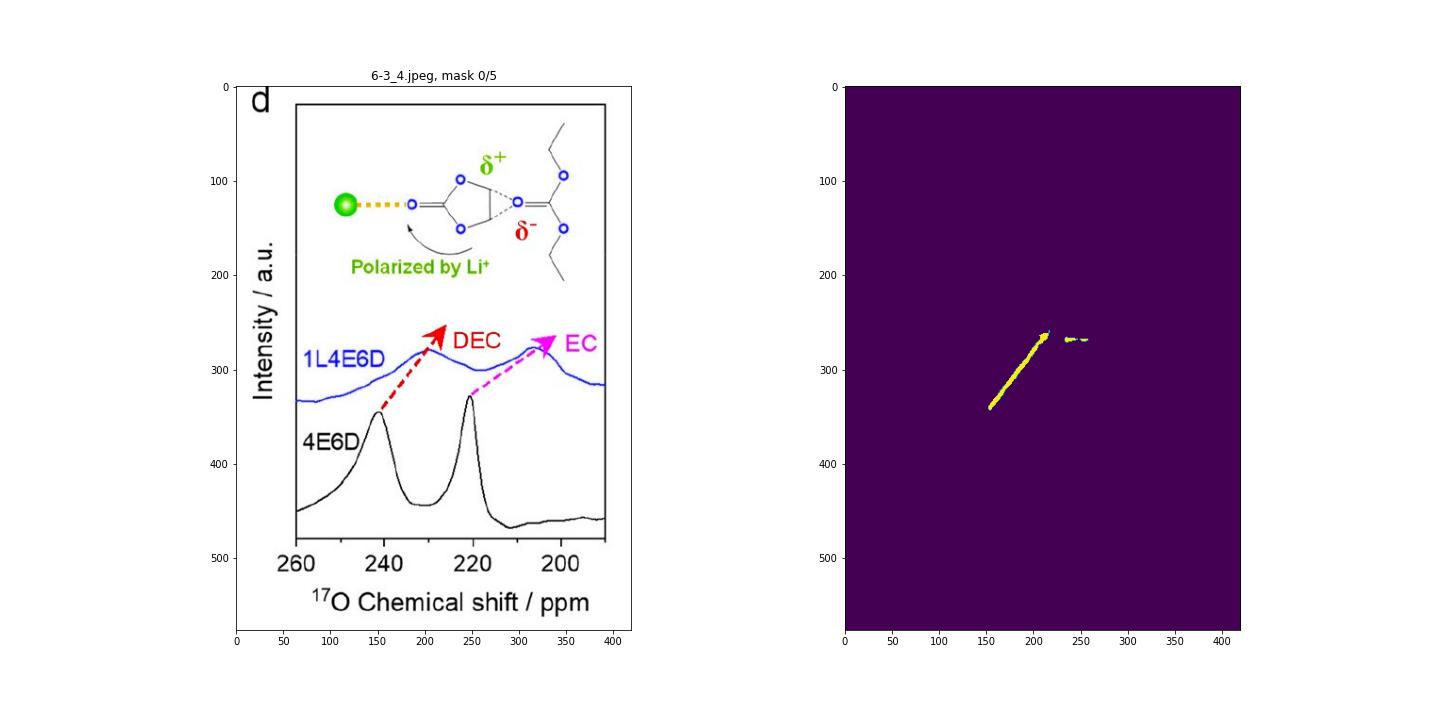 6-3_4.jpeg, mask 0/5
d
δ+
O
O
O
O
O
O
δ-
Polarized by Li+
Intensity / a.u.
DEC
EC
1L4E6D
4E6D
260 240 220 200
17O Chemical shift / ppm
0
100
200
300
400
500
0 50 100 150 200 250 300 350 400
0
100
200
300
400
500
0 50 100 150 200 250 300 350 400